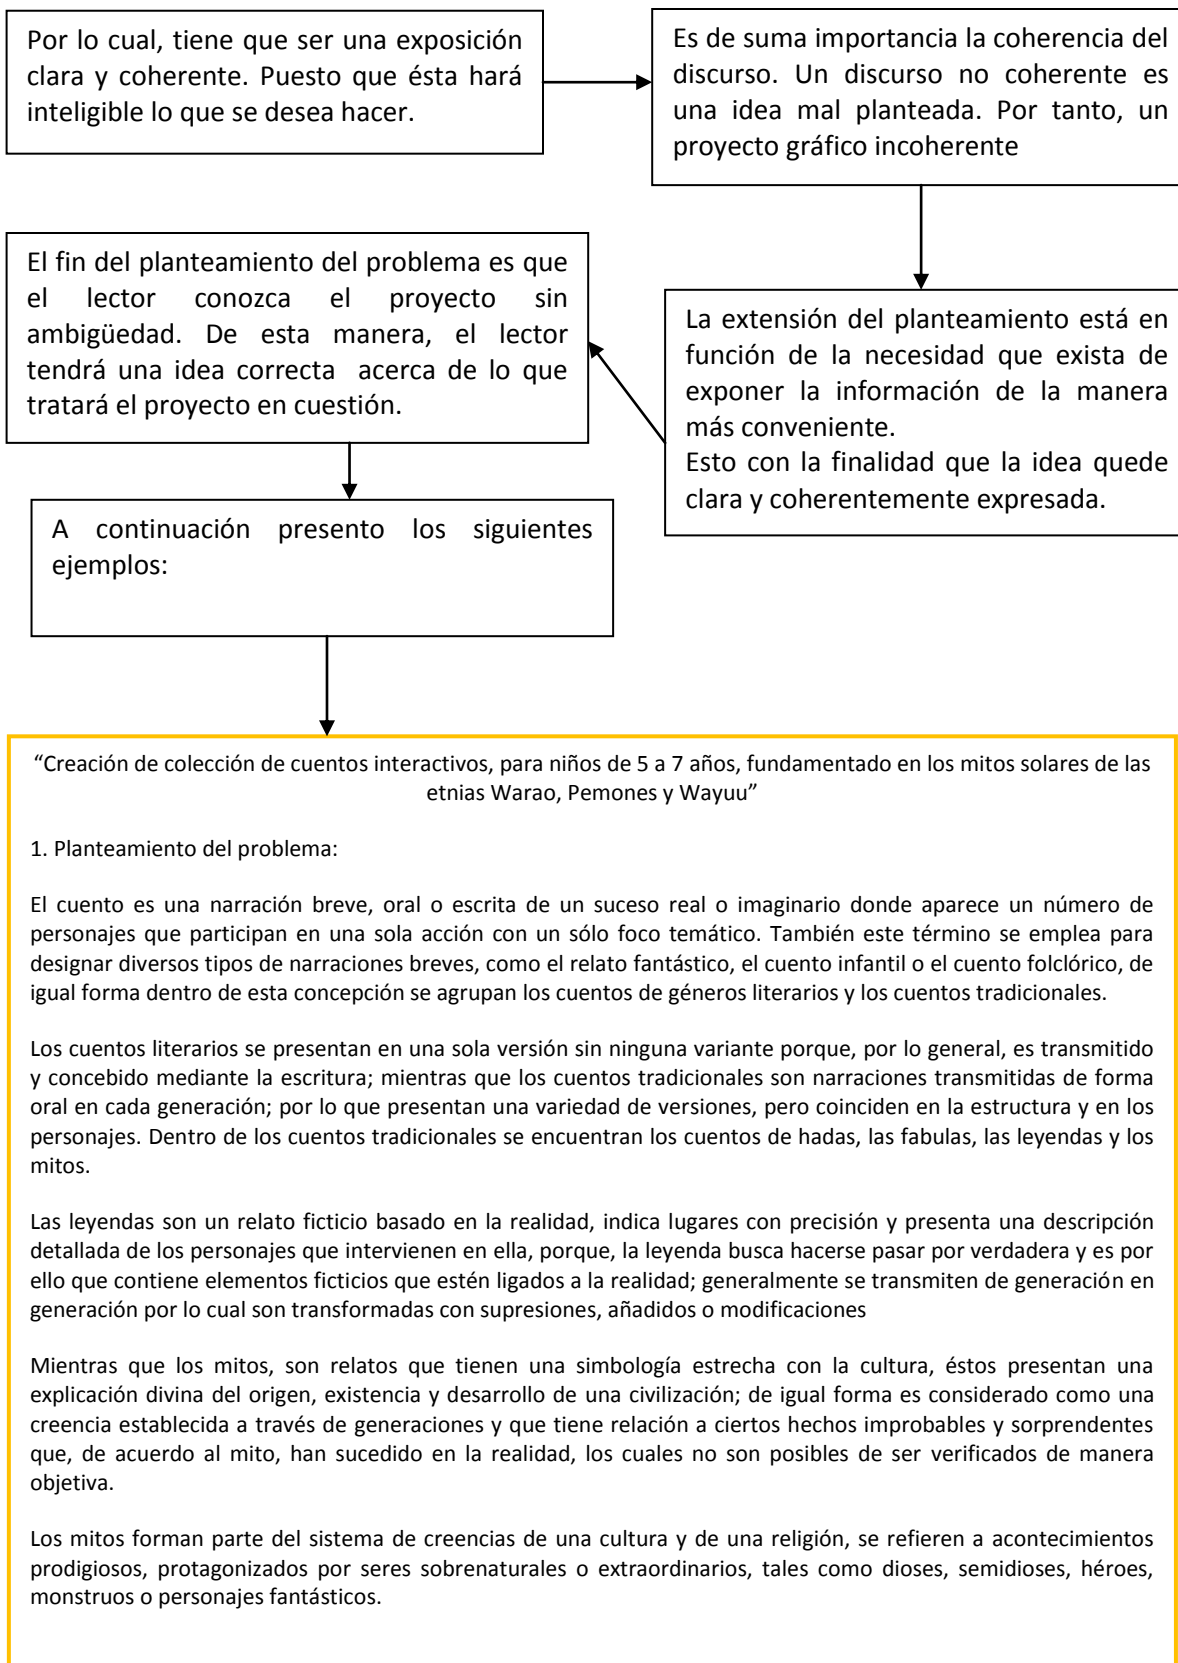 Por lo cual, tiene que ser una exposición
clara y coherente. Puesto que ésta hará
inteligible lo que se desea hacer.
Es de suma importancia la coherencia del
discurso. Un discurso no coherente es
una idea mal planteada. Por tanto, un
proyecto gráfico incoherente
La extensión del planteamiento está en
función de la necesidad que exista de
exponer la información de la manera
más conveniente.
Esto con la finalidad que la idea quede
clara y coherentemente expresada.
El fin del planteamiento del problema es que
el lector conozca el proyecto sin
ambigüedad. De esta manera, el lector
tendrá una idea correcta acerca de lo que
tratará el proyecto en cuestión.
A continuación presento los siguientes
ejemplos:
“Creación de colección de cuentos interactivos, para niños de 5 a 7 años, fundamentado en los mitos solares de las
etnias Warao, Pemones y Wayuu”
1. Planteamiento del problema:
El cuento es una narración breve, oral o escrita de un suceso real o imaginario donde aparece un número de
personajes que participan en una sola acción con un sólo foco temático. También este término se emplea para
designar diversos tipos de narraciones breves, como el relato fantástico, el cuento infantil o el cuento folclórico, de
igual forma dentro de esta concepción se agrupan los cuentos de géneros literarios y los cuentos tradicionales.
Los cuentos literarios se presentan en una sola versión sin ninguna variante porque, por lo general, es transmitido
y concebido mediante la escritura; mientras que los cuentos tradicionales son narraciones transmitidas de forma
oral en cada generación; por lo que presentan una variedad de versiones, pero coinciden en la estructura y en los
personajes. Dentro de los cuentos tradicionales se encuentran los cuentos de hadas, las fabulas, las leyendas y los
mitos.
Las leyendas son un relato ficticio basado en la realidad, indica lugares con precisión y presenta una descripción
detallada de los personajes que intervienen en ella, porque, la leyenda busca hacerse pasar por verdadera y es por
ello que contiene elementos ficticios que estén ligados a la realidad; generalmente se transmiten de generación en
generación por lo cual son transformadas con supresiones, añadidos o modificaciones
Mientras que los mitos, son relatos que tienen una simbología estrecha con la cultura, éstos presentan una
explicación divina del origen, existencia y desarrollo de una civilización; de igual forma es considerado como una
creencia establecida a través de generaciones y que tiene relación a ciertos hechos improbables y sorprendentes
que, de acuerdo al mito, han sucedido en la realidad, los cuales no son posibles de ser verificados de manera
objetiva.
Los mitos forman parte del sistema de creencias de una cultura y de una religión, se refieren a acontecimientos
prodigiosos, protagonizados por seres sobrenaturales o extraordinarios, tales como dioses, semidioses, héroes,
monstruos o personajes fantásticos.